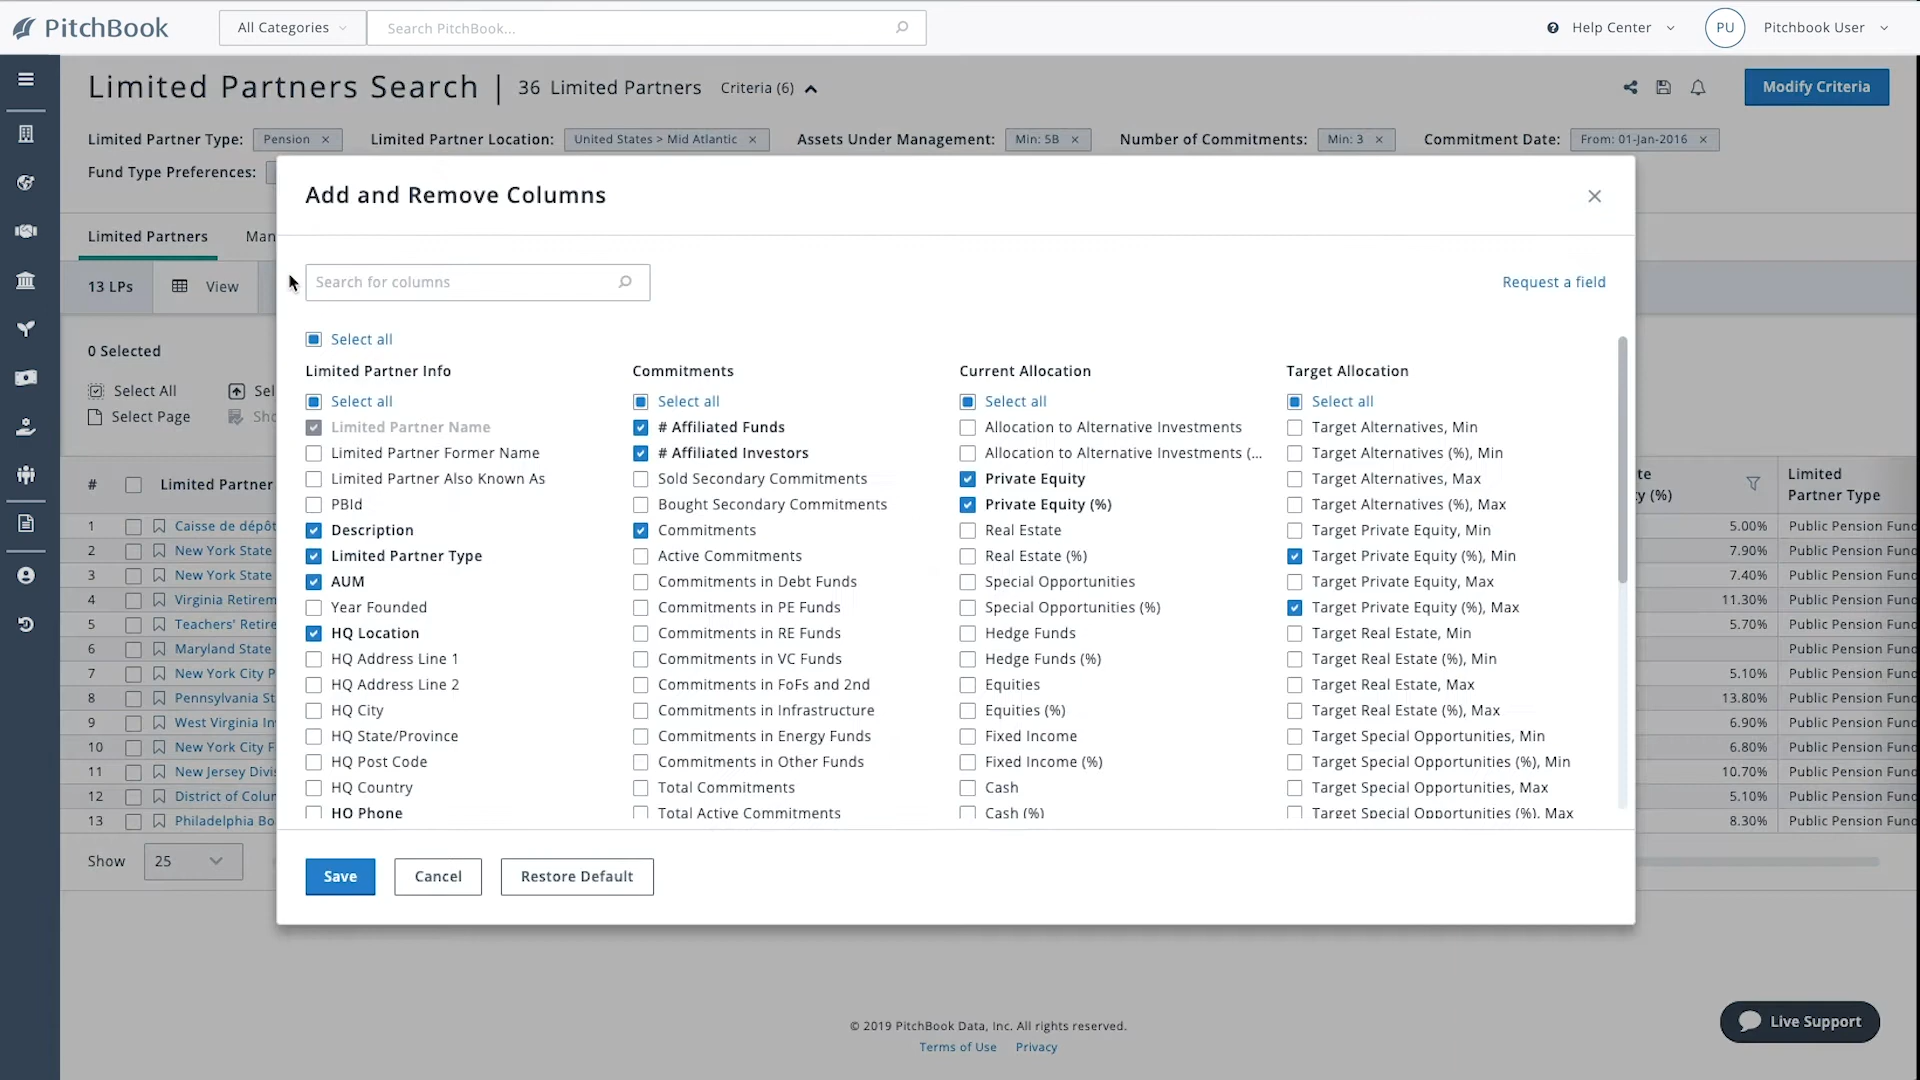 PitchBook
All Categories
Search PitchBook...
Help Center
PU
Pitchbook User
Limited Partners Search | 36 Limited Partners Criteria (6)
Modify Criteria
Limited Partner Type: Pension × Limited Partner Location: United States > Mid Atlantic × Assets Under Management: Min: 5B × Number of Commitments: Min: 3 × Commitment Date: From: 01-Jan-2016 ×
Fund Type Preferences:
Add and Remove Columns
Limited Partners Man
Search for columns
Request a field
13 LPs View
Select all
0 Selected
Select All Sel
Select Page Sho
Limited Partner Info
Select all
Limited Partner Name
Limited Partner Former Name
Limited Partner Also Known As
PBId
Description
Limited Partner Type
AUM
Year Founded
HQ Location
HQ Address Line 1
HQ Address Line 2
HQ City
HQ State/Province
HQ Post Code
HQ Country
HQ Phone
Commitments
Select all
# Affiliated Funds
# Affiliated Investors
Sold Secondary Commitments
Bought Secondary Commitments
Commitments
Active Commitments
Commitments in Debt Funds
Commitments in PE Funds
Commitments in RE Funds
Commitments in VC Funds
Commitments in FoFs and 2nd
Commitments in Infrastructure
Commitments in Energy Funds
Commitments in Other Funds
Total Commitments
Total Active Commitments
Current Allocation
Select all
Allocation to Alternative Investments
Allocation to Alternative Investments (...
Private Equity
Private Equity (%)
Real Estate
Real Estate (%)
Special Opportunities
Special Opportunities (%)
Hedge Funds
Hedge Funds (%)
Equities
Equities (%)
Fixed Income
Fixed Income (%)
Cash
Cash (%)
Target Allocation
Select all
Target Alternatives, Min
Target Alternatives (%), Min
Target Alternatives, Max
Target Alternatives (%), Max
Target Private Equity, Min
Target Private Equity (%), Min
Target Private Equity, Max
Target Private Equity (%), Max
Target Real Estate, Min
Target Real Estate (%), Min
Target Real Estate, Max
Target Real Estate (%), Max
Target Special Opportunities, Min
Target Special Opportunities (%), Min
Target Special Opportunities, Max
Target Special Opportunities (%), Max
# Limited Partner te Limited
y (%) Partner Type
1 Caisse de dépôt 5.00% Public Pension Fund
2 New York State 7.90% Public Pension Fund
3 New York State 7.40% Public Pension Fund
4 Virginia Retirem 11.30% Public Pension Fund
5 Teachers' Retire 5.70% Public Pension Fund
6 Maryland State Public Pension Fund
7 New York City P 5.10% Public Pension Fund
8 Pennsylvania St 13.80% Public Pension Fund
9 West Virginia In 6.90% Public Pension Fund
10 New York City F 6.80% Public Pension Fund
11 New Jersey Divi 10.70% Public Pension Fund
12 District of Colur 5.10% Public Pension Fund
13 Philadelphia Bo 8.30% Public Pension Fund
Show 25
Save
Cancel
Restore Default
© 2019 PitchBook Data, Inc. All rights reserved.
Terms of Use Privacy
Live Support